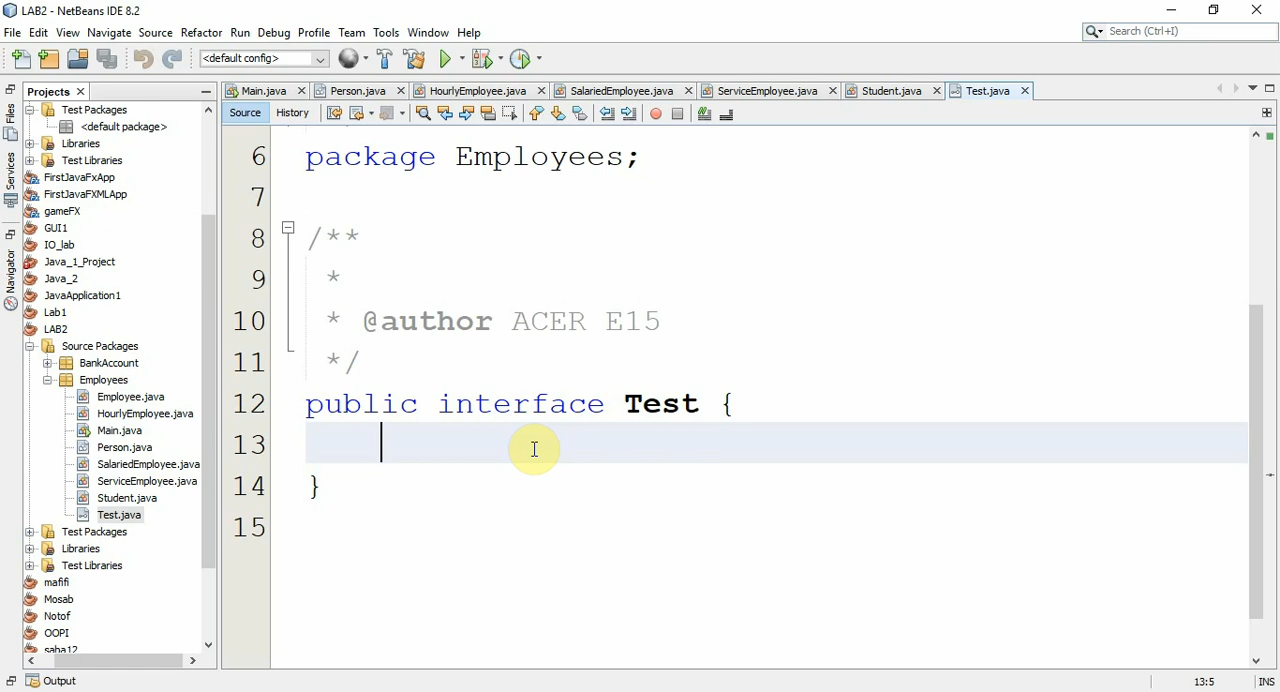 LAB2 - NetBeans IDE 8.2
File Edit View Navigate Source Refactor Run Debug Profile Team Tools Window Help
Search (Ctrl+I)
<default config>
Projects
Main.java Person.java HourlyEmployee.java SalariedEmployee.java ServiceEmployee.java Student.java Test.java
Source History
Files
Services
Navigator
Test Packages
<default package>
Libraries
Test Libraries
FirstJavaFxApp
FirstJavaFXMLApp
gameFX
GUI1
IO_lab
Java_1_Project
Java_2
JavaApplication1
Lab1
LAB2
Source Packages
BankAccount
Employees
Employee.java
HourlyEmployee.java
Main.java
Person.java
SalariedEmployee.java
ServiceEmployee.java
Student.java
Test.java
Test Packages
Libraries
Test Libraries
mafifi
Mosab
Notof
OOPI
saba12
6 package Employees;
7
8 /**
9 *
10 * @author ACER E15
11 */
12 public interface Test {
13
14 }
15
Output
13:5 INS